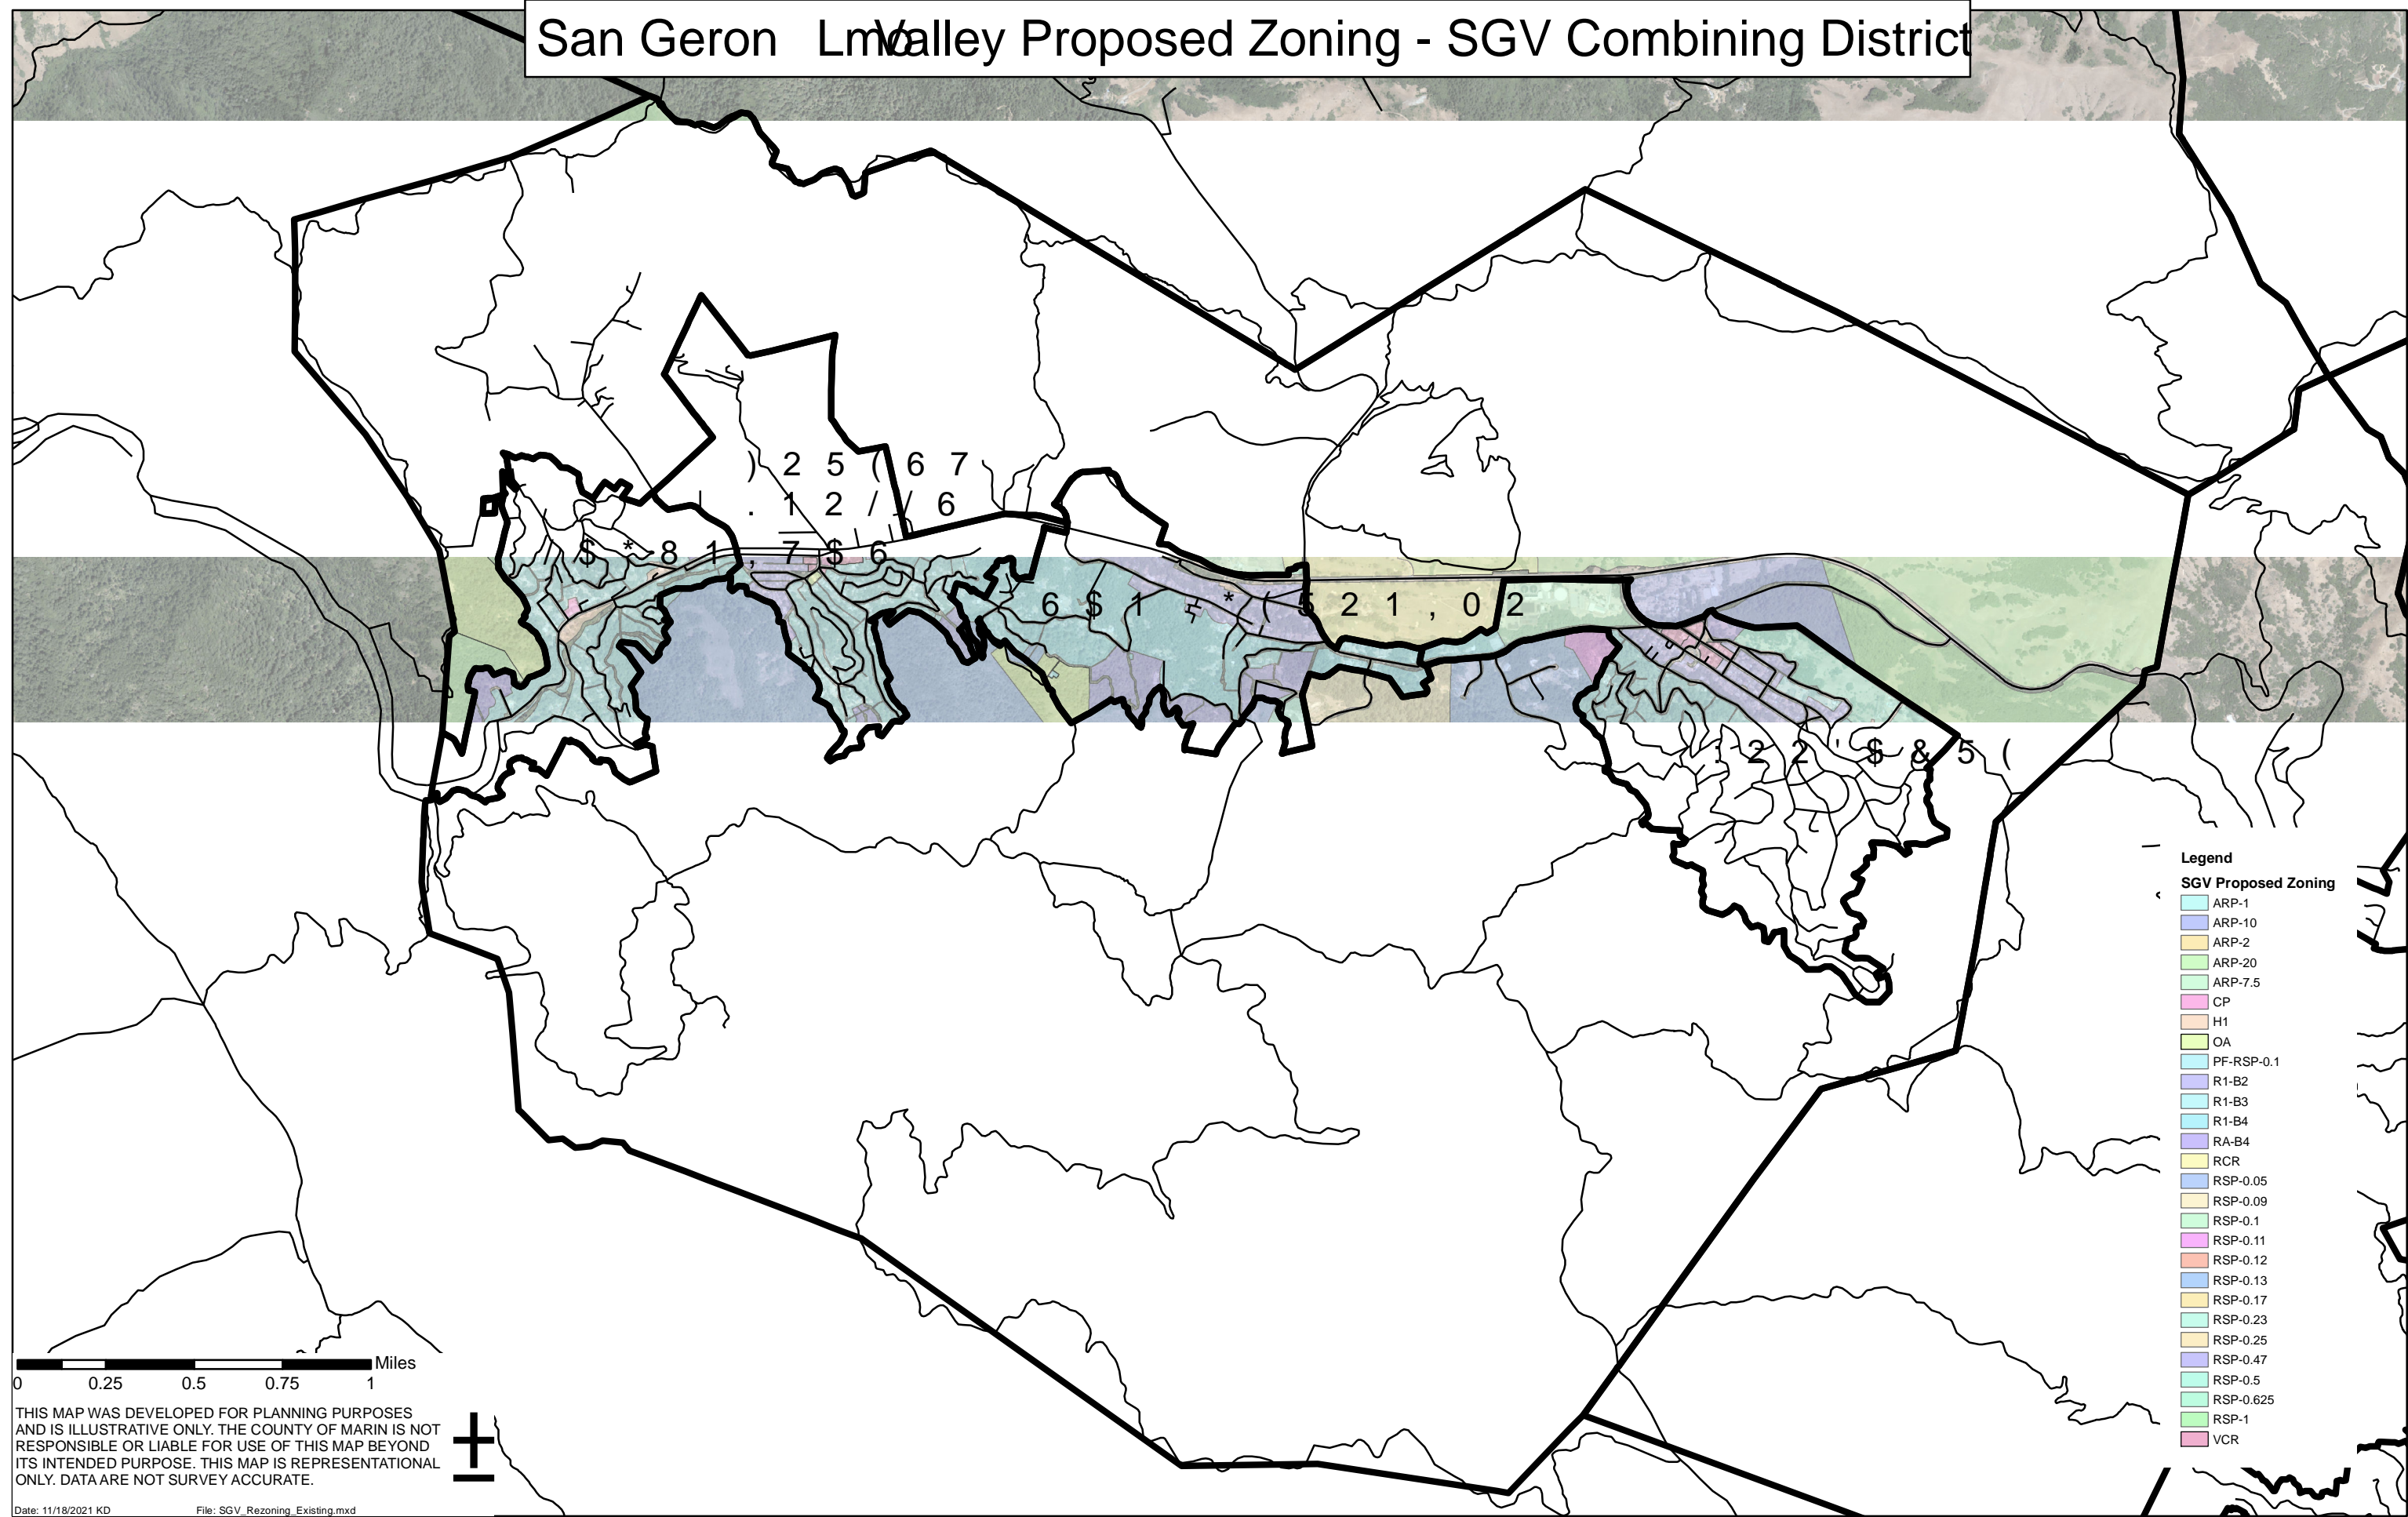 San Geron Lmo Valley Proposed Zoning - SGV Combining District
) 2 5 ( 6 7
. 1 2 / / 6
/ $ * 8 1 , 7 $ 6
6 $ 1 * ( 5 2 1 , 0 2
: 2 2 ' $ & 5 (
Legend
SGV Proposed Zoning
ARP-1
ARP-10
ARP-2
ARP-20
ARP-7.5
CP
H1
OA
PF-RSP-0.1
R1-B2
R1-B3
R1-B4
RA-B4
RCR
RSP-0.05
RSP-0.09
RSP-0.1
RSP-0.11
RSP-0.12
RSP-0.13
RSP-0.17
RSP-0.23
RSP-0.25
RSP-0.47
RSP-0.5
RSP-0.625
RSP-1
VCR
Miles
0 0.25 0.5 0.75 1
THIS MAP WAS DEVELOPED FOR PLANNING PURPOSES
AND IS ILLUSTRATIVE ONLY. THE COUNTY OF MARIN IS NOT
RESPONSIBLE OR LIABLE FOR USE OF THIS MAP BEYOND
ITS INTENDED PURPOSE. THIS MAP IS REPRESENTATIONAL
ONLY. DATA ARE NOT SURVEY ACCURATE.
Date: 11/18/2021 KD File: SGV_Rezoning_Existing.mxd